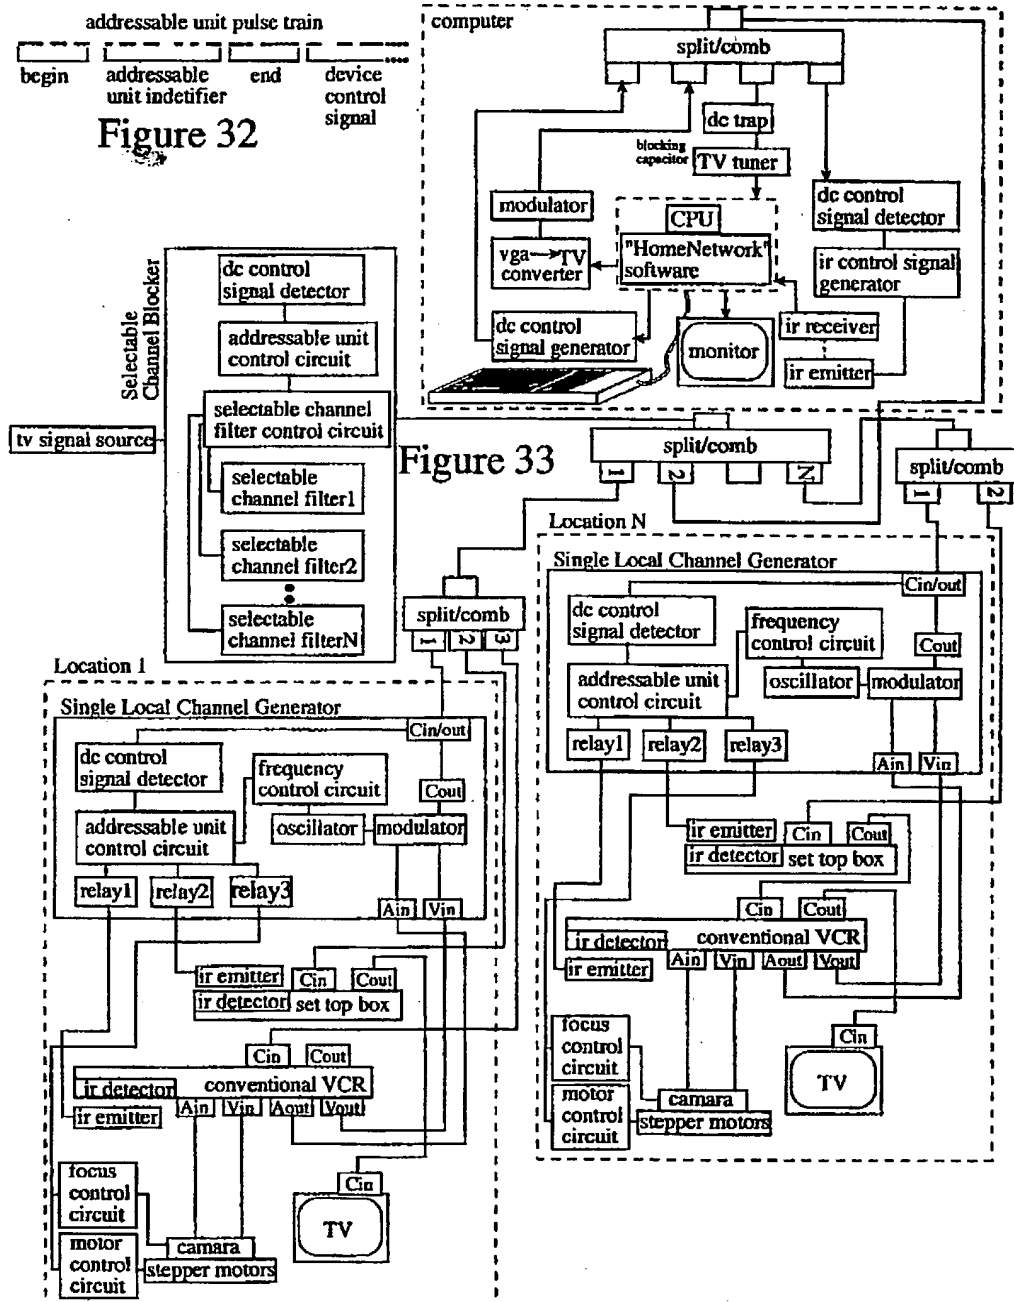 addressable unit pulse train
begin
addressable
unit indetifier
end
device
control
signal
Figure 32
computer
split/comb
dc trap
blocking
capacitor
TV tuner
modulator
CPU
"HomeNetwork"
software
vga→TV
converter
dc control
signal detector
ir control signal
generator
dc control
signal generator
monitor
ir receiver
ir emitter
Selectable
Channel Blocker
dc control
signal detector
addressable unit
control circuit
selectable channel
filter control circuit
tv signal source
selectable
channel filter1
selectable
channel filter2
selectable
channel filterN
Figure 33
split/comb
1
2
N
split/comb
1
2
split/comb
1
2
3
Location 1
Single Local Channel Generator
Cin/out
dc control
signal detector
frequency
control circuit
Cout
addressable unit
control circuit
oscillator
modulator
relay1
relay2
relay3
Ain
Vin
ir emitter
Cin
Cout
ir detector
set top box
Cin
Cout
ir detector
conventional VCR
ir emitter
Ain
Vin
Aout
Vout
focus
control
circuit
motor
control
circuit
camara
stepper motors
Cin
TV
Location N
Single Local Channel Generator
Cin/out
dc control
signal detector
frequency
control circuit
Cout
addressable unit
control circuit
oscillator
modulator
relay1
relay2
relay3
Ain
Vin
ir emitter
Cin
Cout
ir detector
set top box
Cin
Cout
ir detector
conventional VCR
ir emitter
Ain
Vin
Aout
Vout
focus
control
circuit
motor
control
circuit
camara
stepper motors
Cin
TV